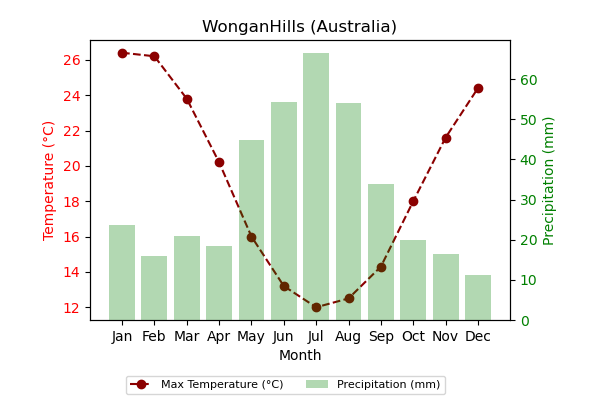 WonganHills (Australia)
26
24
22
20
18
16
14
12
Temperature (°C)
60
50
40
30
20
10
0
Precipitation (mm)
Jan Feb Mar Apr May Jun Jul Aug Sep Oct Nov Dec
Month
Max Temperature (°C) Precipitation (mm)